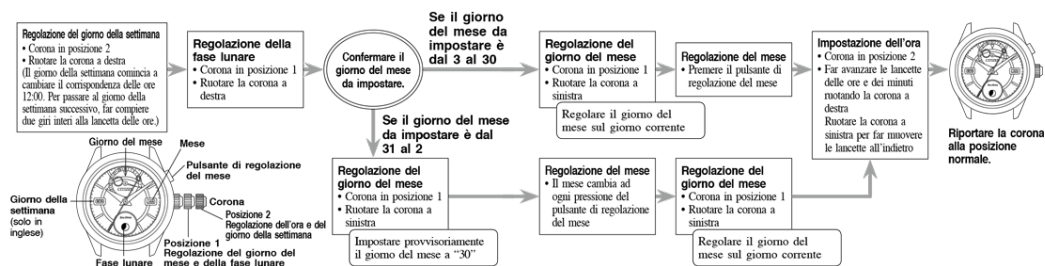 Regolazione del giorno della settimana
• Corona in posizione 2
• Ruotare la corona a destra
(Il giorno della settimana comincia a
cambiare il corrispondenza delle ore
12:00. Per passare al giorno della
settimana successivo, far compiere
due giri interi alla lancetta delle ore.)
Regolazione della
fase lunare
• Corona in posizione 1
• Ruotare la corona a
destra
Confermare il
giorno del mese
da impostare.
Se il giorno
del mese da
impostare è
dal 3 al 30
Regolazione del
giorno del mese
• Corona in posizione 1
• Ruotare la corona a
sinistra
Regolare il giorno del
mese sul giorno corrente
Regolazione del mese
• Premere il pulsante di
regolazione del mese
Impostazione dell'ora
• Corona in posizione 2
• Far avanzare le lancette
delle ore e dei minuti
ruotando la corona a
destra
Ruotare la corona a
sinistra per far muovere
le lancette all'indietro
Riportare la corona
alla posizione
normale.
Se il giorno del mese
da impostare è dal
31 al 2
Regolazione del
giorno del mese
• Corona in posizione 1
• Ruotare la corona a
sinistra
Impostare provvisoriamente
il giorno del mese a “30”
Regolazione del mese
• Il mese cambia ad
ogni pressione del
pulsante di regolazione
del mese
Regolazione del
giorno del mese
• Corona in posizione 1
• Ruotare la corona a
sinistra
Regolare il giorno del
mese sul giorno corrente
Giorno del mese
Mese
Pulsante di regolazione
del mese
Giorno della
settimana
(solo in
inglese)
Corona
Posizione 2
Regolazione dell'ora e del
giorno della settimana
Posizione 1
Regolazione del giorno del
mese e della fase lunare
Fase lunare